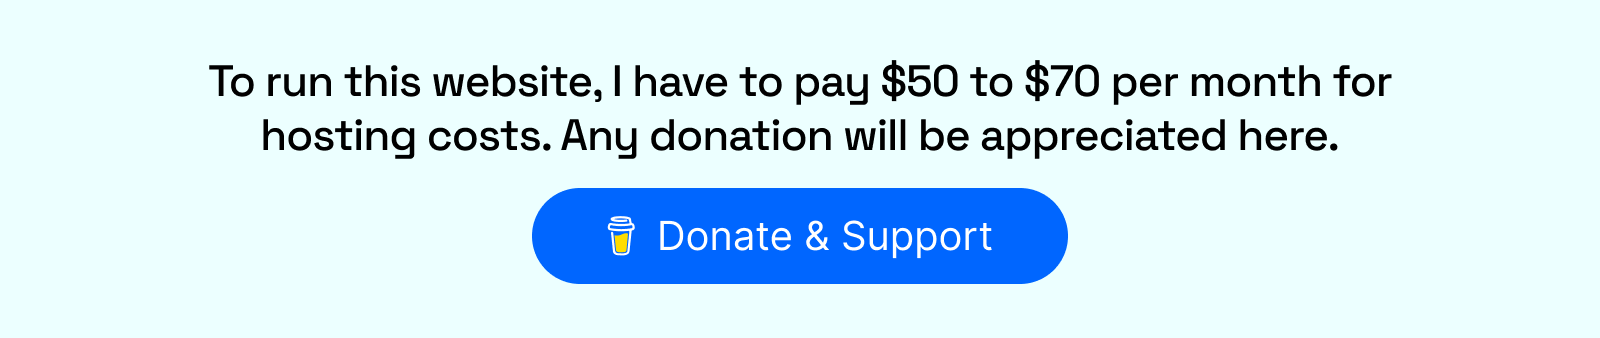 To run this website, I have to pay $50 to $70 per month for
hosting costs. Any donation will be appreciated here.
Donate & Support